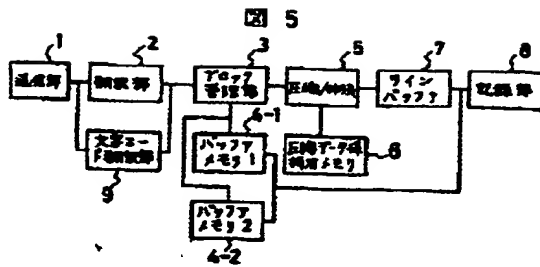 図 5
1
2
3
5
7
8
通信部
制御部
ブロック
管理部
圧縮/伸張
ライン
バッファ
記録部
4-1
文字コー
ド制御部
バッファ
メモリ1
圧縮データ格
納用メモリ
6
9
バッファ
メモリ2
4-2